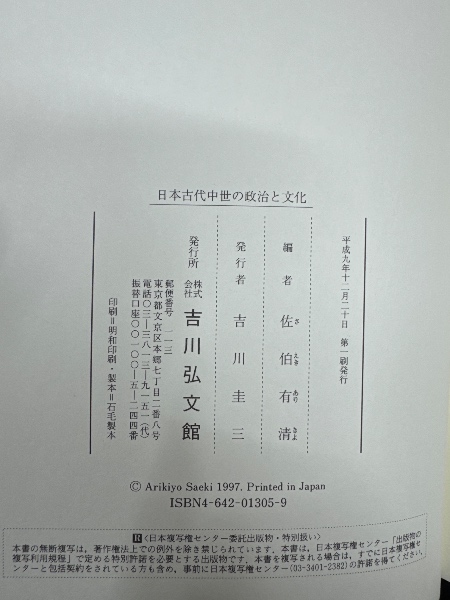 日本古代中世の政治と文化
平成九年十二月二十日 第一刷発行
編者 佐伯有清
さえきありきよ
発行者 吉川圭三
発行所 株式会社 吉川弘文館
郵便番号 一一三
東京都文京区本郷七丁目二番八号
電話〇三―三八一三―九一五一(代)
振替口座〇〇一〇〇―五―二四四番
印刷=明和印刷・製本=石毛製本
© Arikiyo Saeki 1997. Printed in Japan
ISBN4-642-01305-9
R〈日本複写権センター委託出版物・特別扱い〉
本書の無断複写は、著作権法上での例外を除き禁じられています。本書は、日本複写権センター「出版物の
複写利用規程」で定める特別許諾を必要とする出版物です。本書を複写される場合は、すでに日本複写権セ
ンターと包括契約をされている方も含め、事前に日本複写権センター(03-3401-2382)の許諾を得てください。